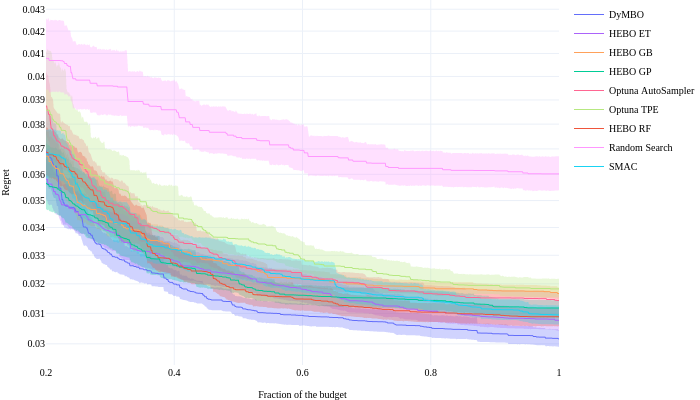 0.043
0.042
0.041
0.04
0.039
0.038
0.037
0.036
0.035
0.034
0.033
0.032
0.031
0.03
Regret
0.2
0.4
0.6
0.8
1
Fraction of the budget
DyMBO
HEBO ET
HEBO GB
HEBO GP
Optuna AutoSampler
Optuna TPE
HEBO RF
Random Search
SMAC